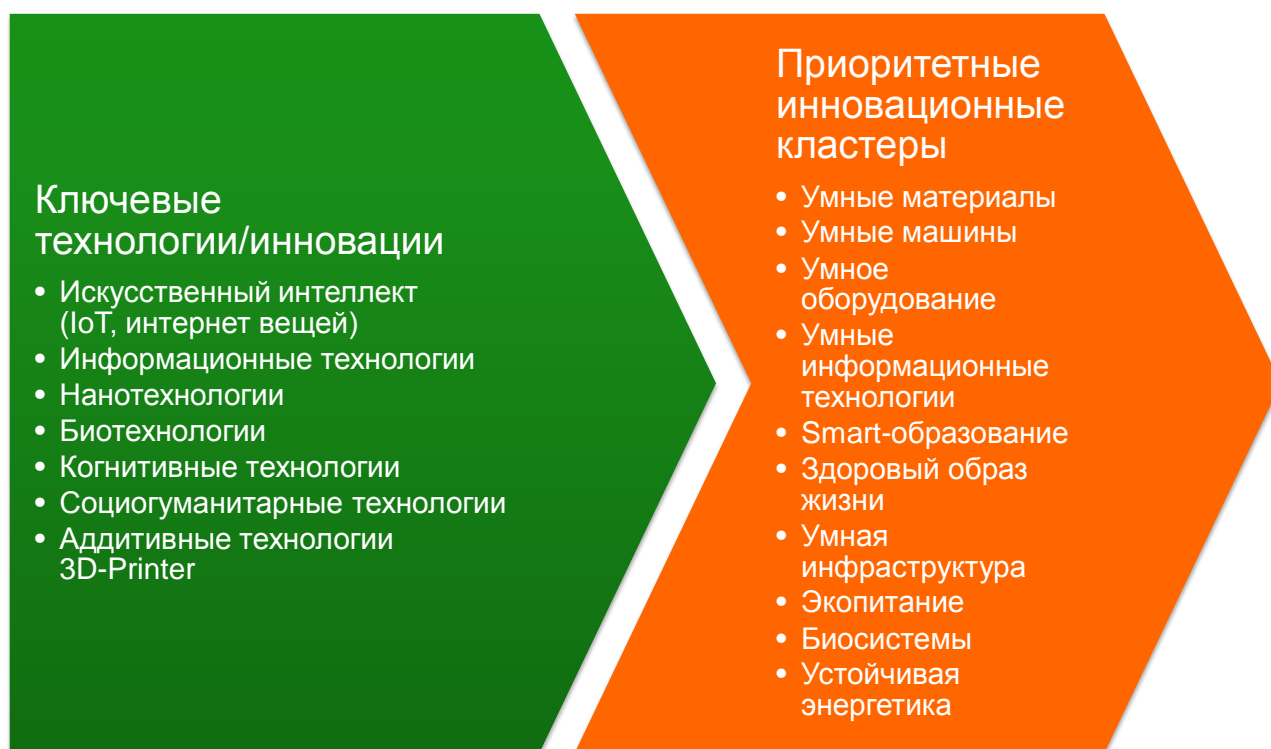 Ключевые
технологии/инновации
• Искусственный интеллект
(IoT, интернет вещей)
• Информационные технологии
• Нанотехнологии
• Биотехнологии
• Когнитивные технологии
• Социогуманитарные технологии
• Аддитивные технологии
3D-Printer
Приоритетные
инновационные
кластеры
• Умные материалы
• Умные машины
• Умное
оборудование
• Умные
информационные
технологии
• Smart-образование
• Здоровый образ
жизни
• Умная
инфраструктура
• Экопитание
• Биосистемы
• Устойчивая
энергетика